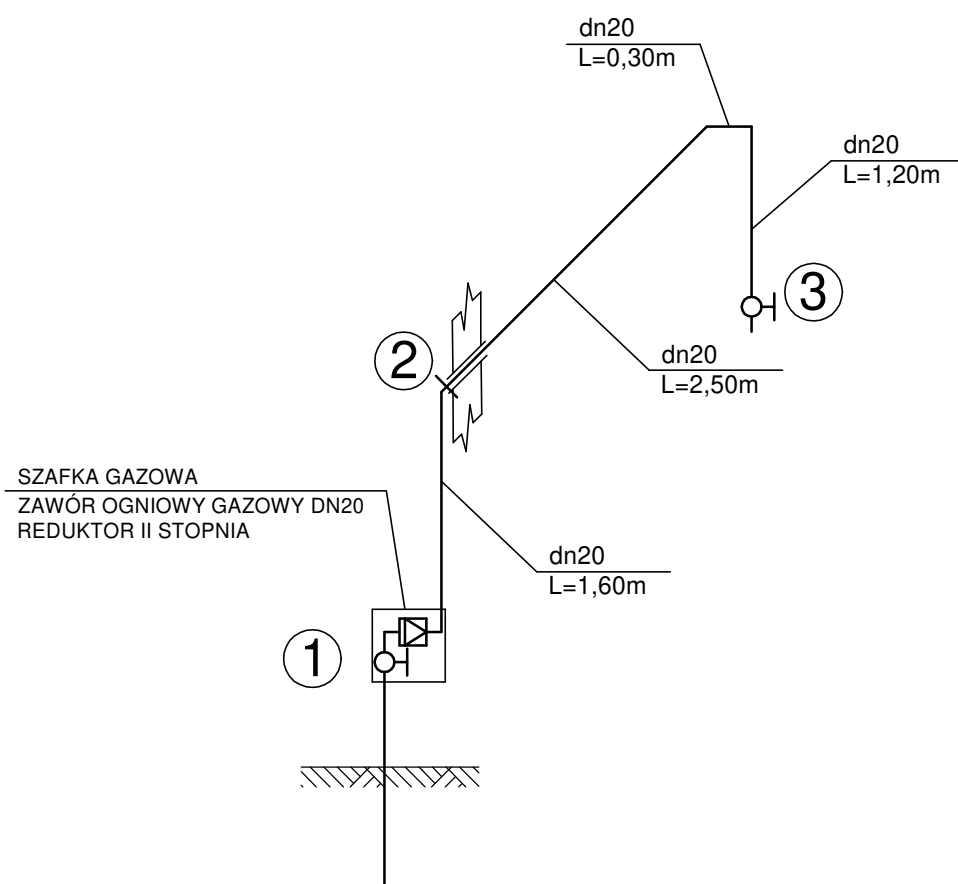 dn20
L=0,30m
dn20
L=1,20m
3
2
dn20
L=2,50m
SZAFKA GAZOWA
ZAWÓR OGNIOWY GAZOWY DN20
REDUKTOR II STOPNIA
dn20
L=1,60m
1